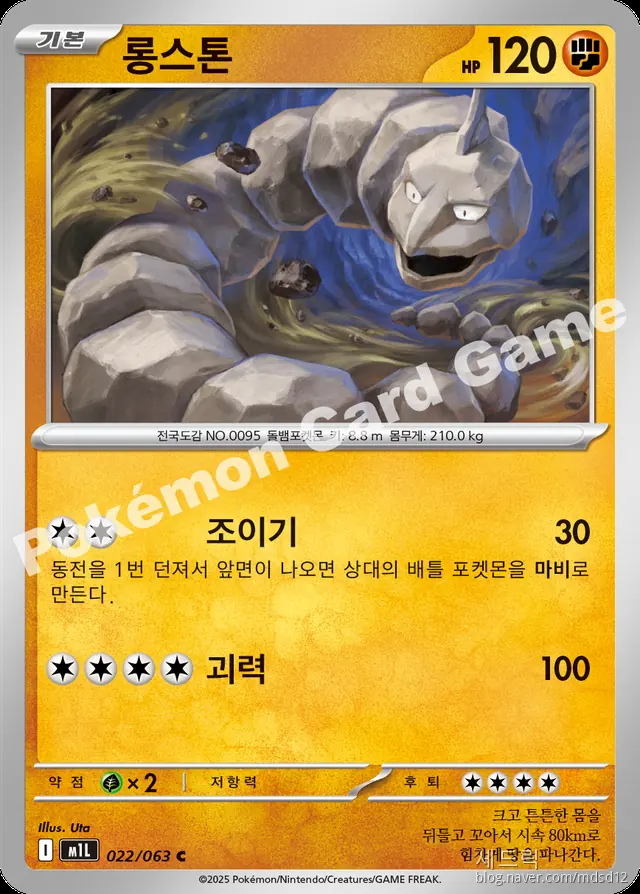 기본 롱스톤 HP 120
전국도감 NO.0095 돌뱀포켓몬 키: 8.8 m 몸무게: 210.0 kg
Pokémon Card Game
조이기 30
동전을 1번 던져서 앞면이 나오면 상대의 배틀 포켓몬을 마비로
만든다.
괴력 100
약점 ×2 저항력 후퇴
Illus. Uta
크고 튼튼한 몸을
뒤틀고 꼬아서 시속 80km로
파나간다.
I m1L 022/063 C
blog.naver.com/mdsd12
©2025 Pokémon/Nintendo/Creatures/GAME FREAK.